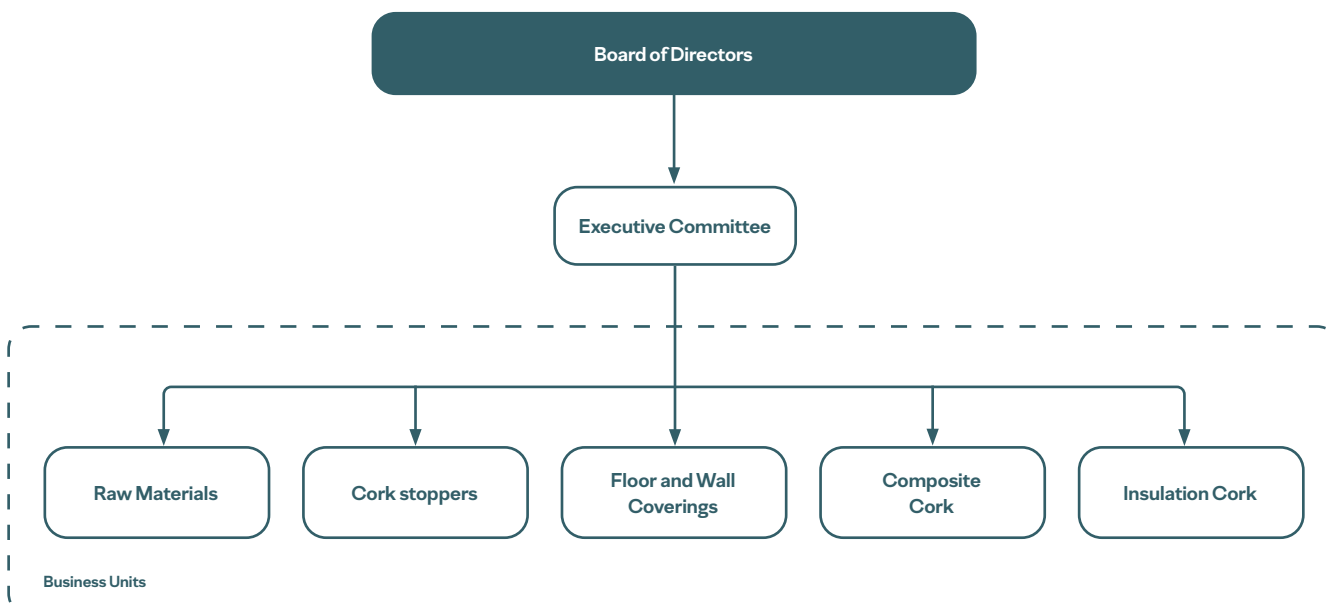 Board of Directors
Executive Committee
Raw Materials
Cork stoppers
Floor and Wall
Coverings
Composite
Cork
Insulation Cork
Business Units